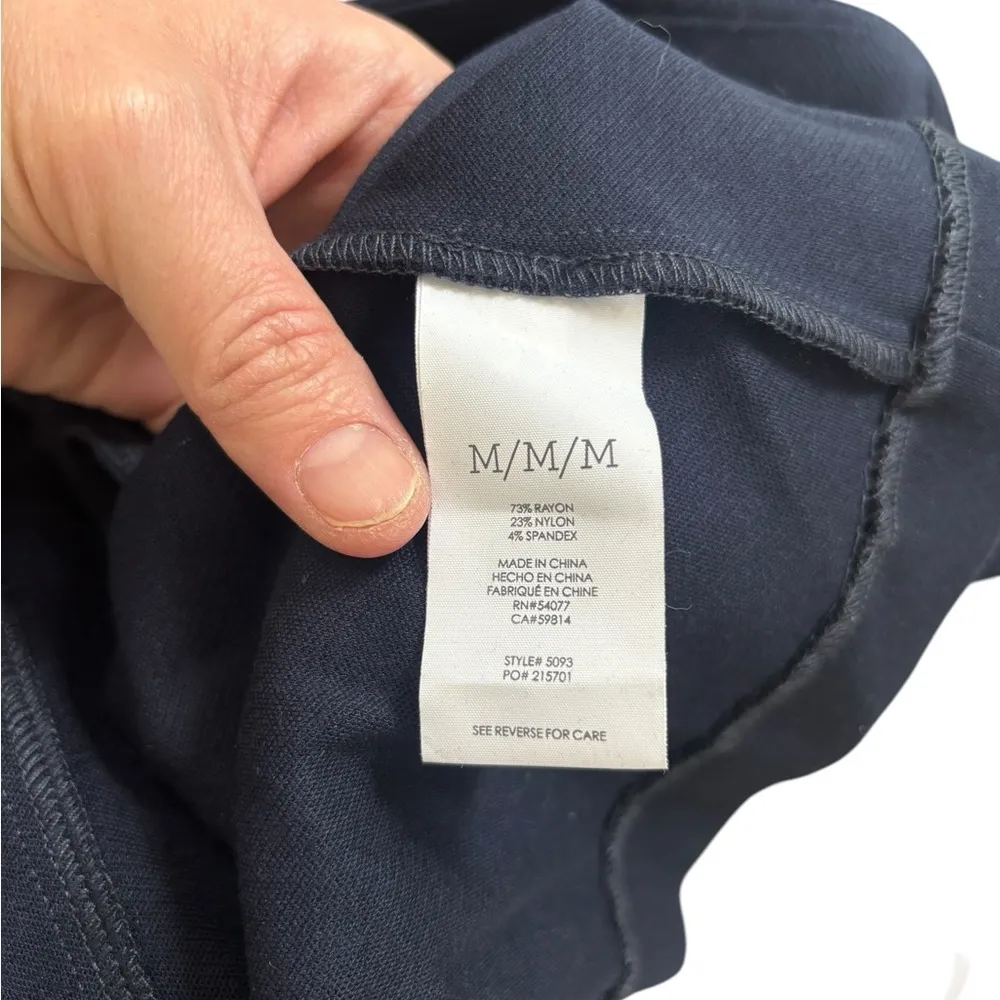 M/M/M
73% RAYON
23% NYLON
4% SPANDEX
MADE IN CHINA
HECHO EN CHINA
FABRIQUÉ EN CHINE
RN#54077
CA#59814
STYLE# 5093
PO# 215701
SEE REVERSE FOR CARE